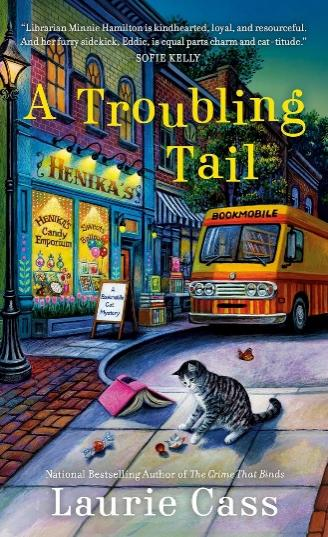 “Librarian Minnie Hamilton is kindhearted, loyal, and resourceful.
And her furry sidekick, Eddie, is equal parts charm and cat-titude.”
SOFIE KELLY
A Troubling
Tail
HENIKA'S
BOOKMOBILE
HENIKA'S
Candy
Emporium
A
Bookmobile
Cat
Mystery
National Bestselling Author of The Crime That Binds
Laurie Cass